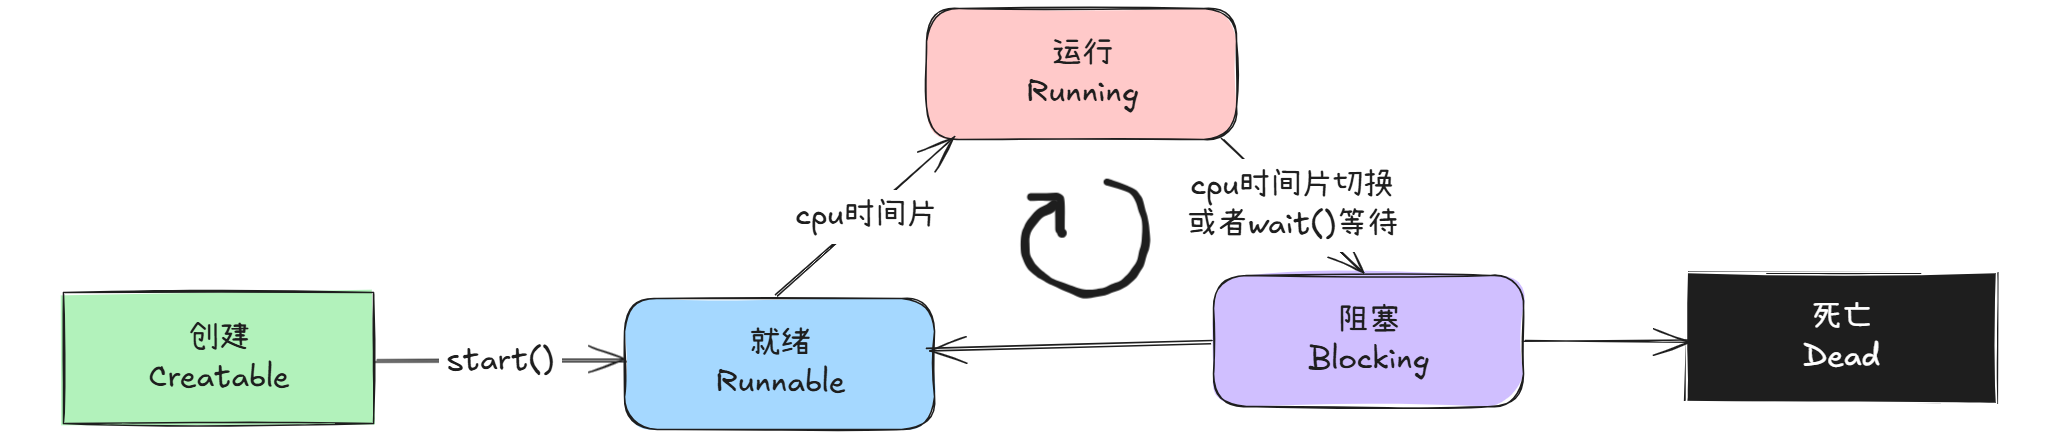 运行
Running
cpu时间片
cpu时间片切换
或者wait()等待
创建
Creatable
start()
就绪
Runnable
阻塞
Blocking
死亡
Dead